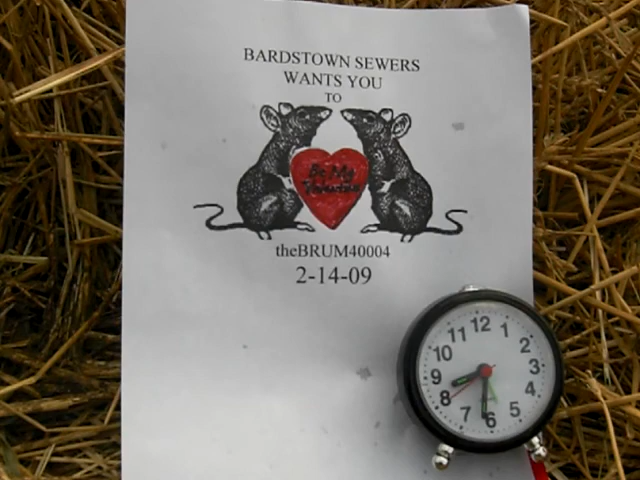 BARDSTOWN SEWERS
WANTS YOU
TO
Be My
Valentine
theBRUM40004
2-14-09
12
11 1
10 2
9 3
8 4
7 5
6